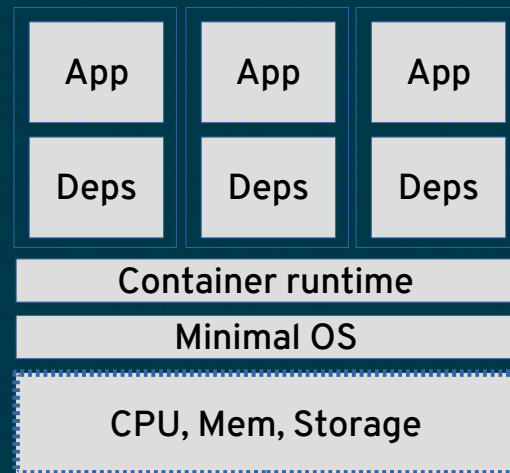 App App App
Deps Deps Deps
Container runtime
Minimal OS
CPU, Mem, Storage